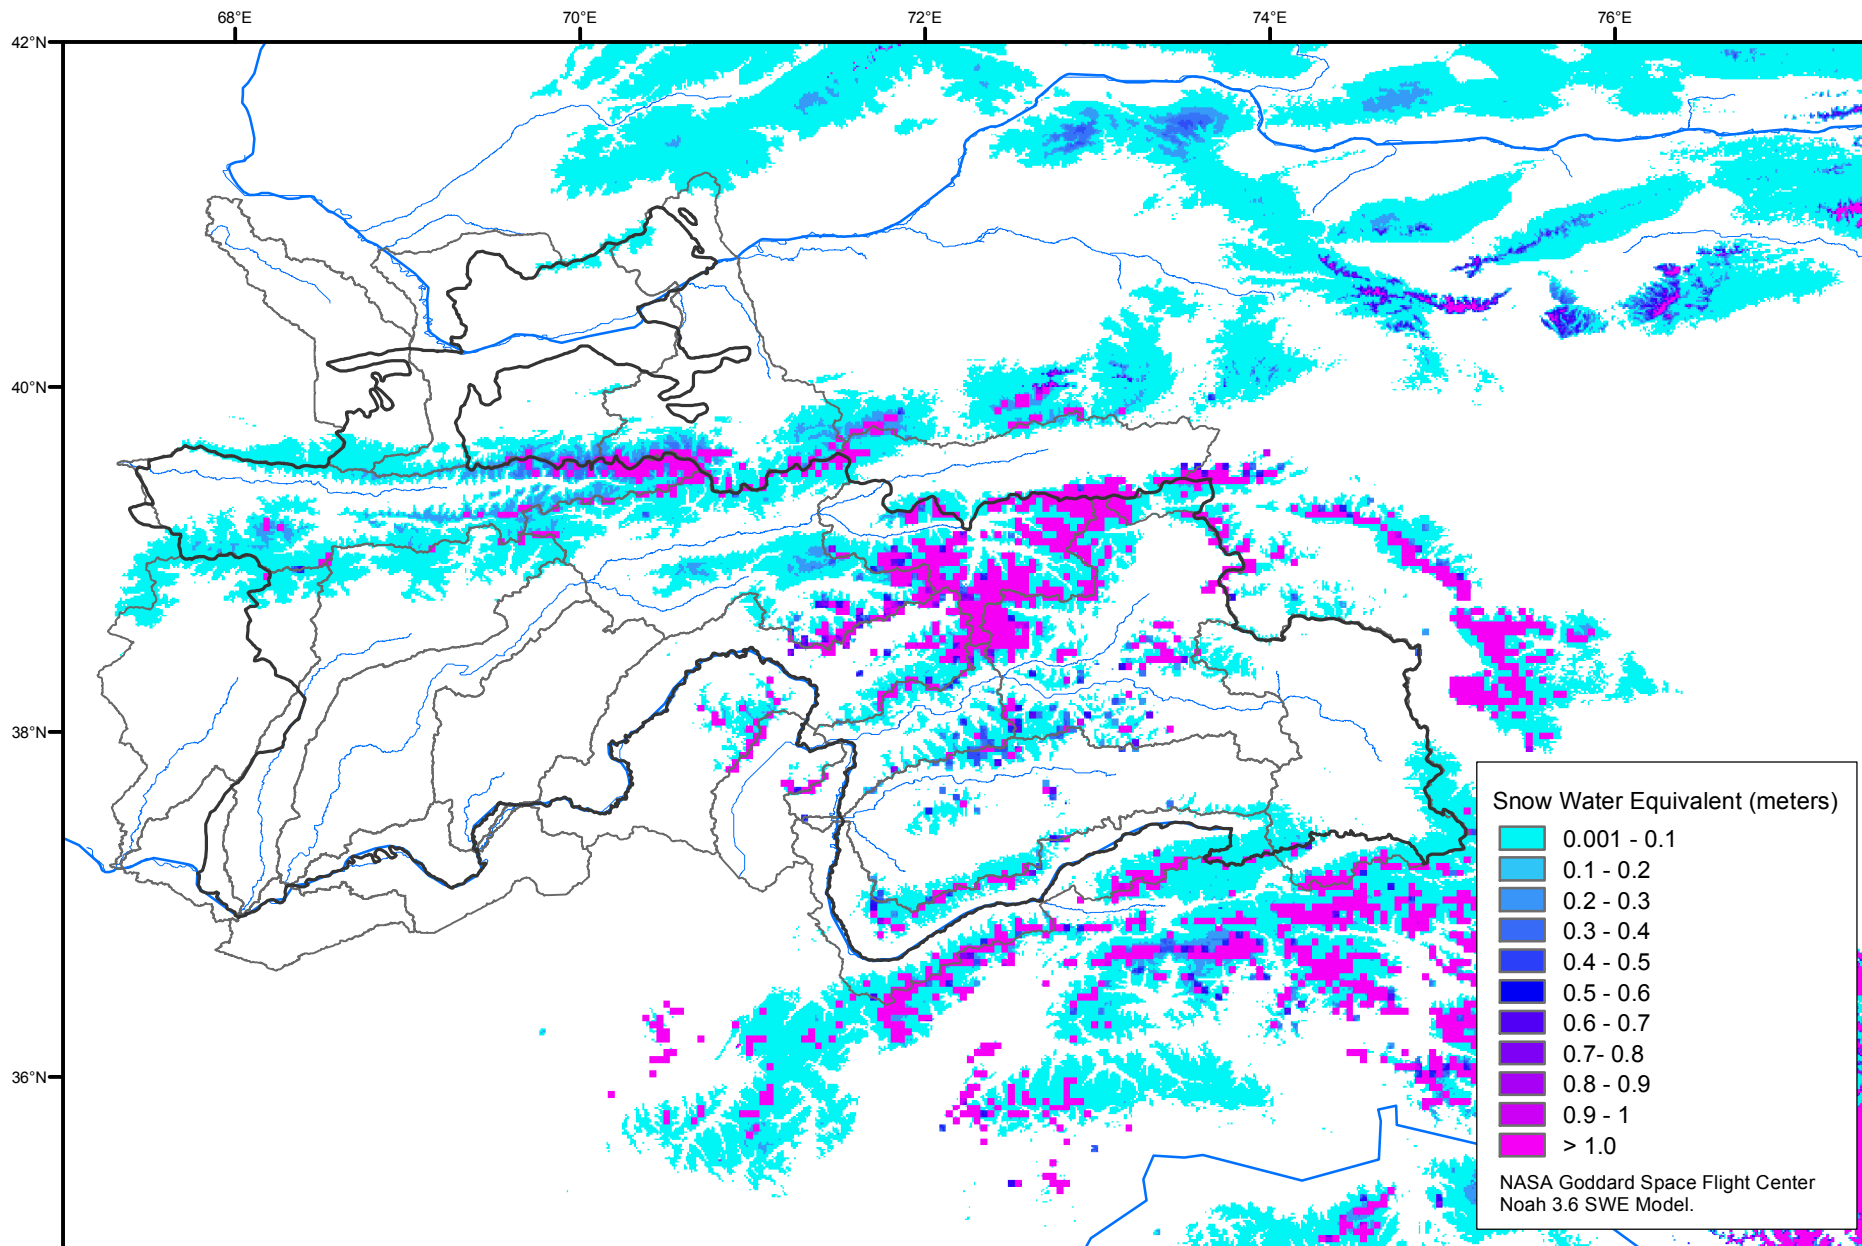 68°E 70°E 72°E 74°E 76°E
42°N
40°N
38°N
36°N
Snow Water Equivalent (meters)
0.001 - 0.1
0.1 - 0.2
0.2 - 0.3
0.3 - 0.4
0.4 - 0.5
0.5 - 0.6
0.6 - 0.7
0.7- 0.8
0.8 - 0.9
0.9 - 1
> 1.0
NASA Goddard Space Flight Center
Noah 3.6 SWE Model.